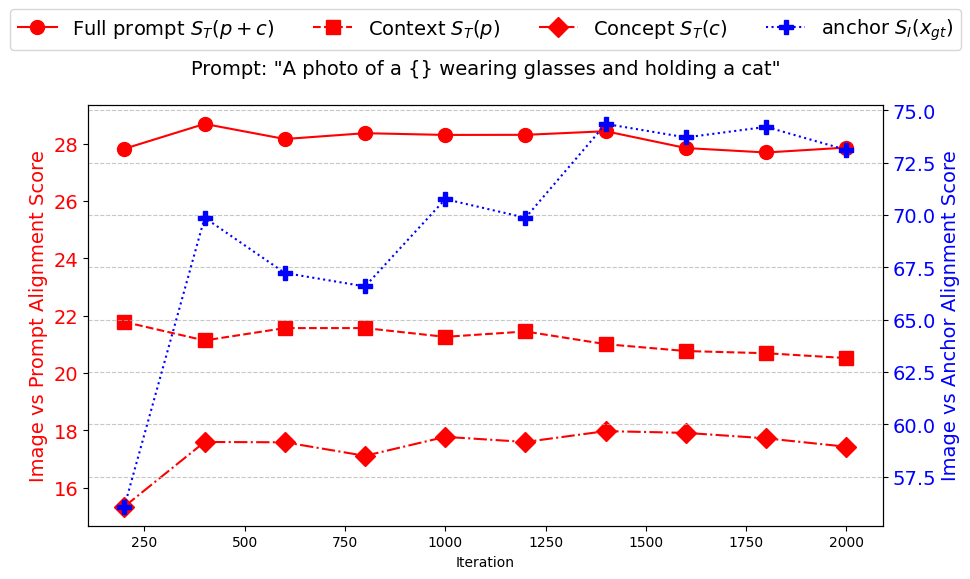 Full prompt $S_T(p+c)$ Context $S_T(p)$ Concept $S_T(c)$ anchor $S_I(x_{gt})$
Prompt: "A photo of a {} wearing glasses and holding a cat"
Image vs Prompt Alignment Score
28
26
24
22
20
18
16
75.0
72.5
70.0
67.5
65.0
62.5
60.0
57.5
Image vs Anchor Alignment Score
250 500 750 1000 1250 1500 1750 2000
Iteration